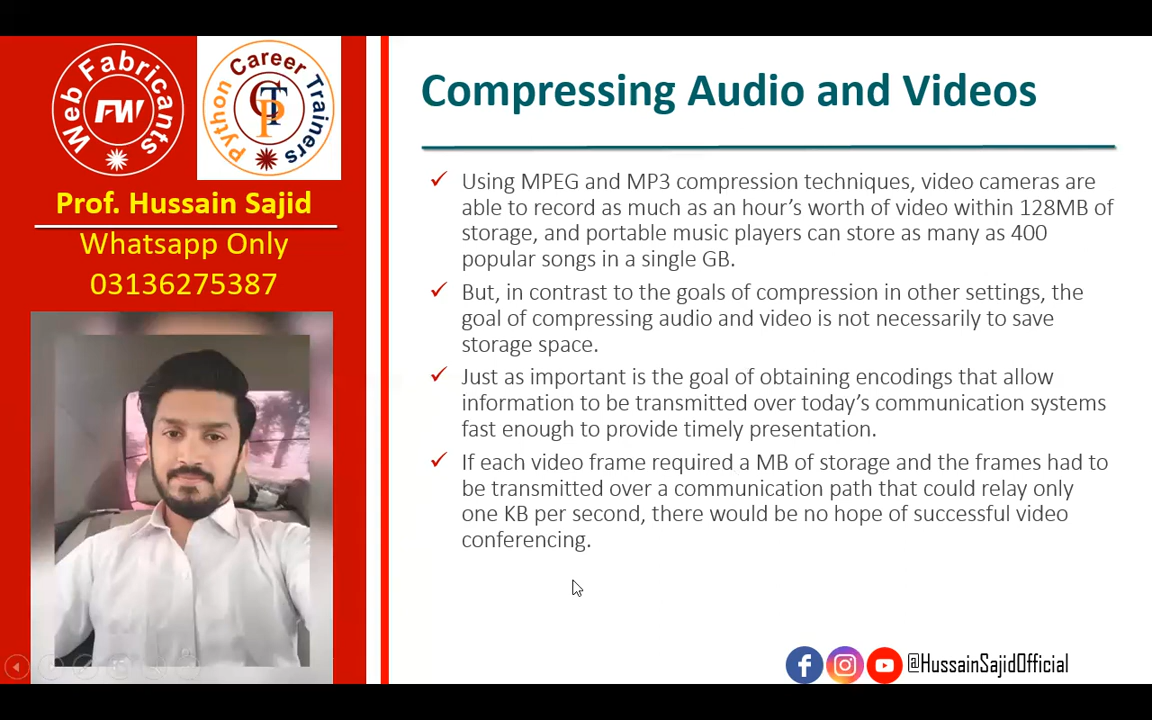 Web Fabricants
FW
Python Career Trainers
CTP
Prof. Hussain Sajid
Whatsapp Only
03136275387
Compressing Audio and Videos
Using MPEG and MP3 compression techniques, video cameras are
able to record as much as an hour’s worth of video within 128MB of
storage, and portable music players can store as many as 400
popular songs in a single GB.
But, in contrast to the goals of compression in other settings, the
goal of compressing audio and video is not necessarily to save
storage space.
Just as important is the goal of obtaining encodings that allow
information to be transmitted over today’s communication systems
fast enough to provide timely presentation.
If each video frame required a MB of storage and the frames had to
be transmitted over a communication path that could relay only
one KB per second, there would be no hope of successful video
conferencing.
@HussainSajidOfficial